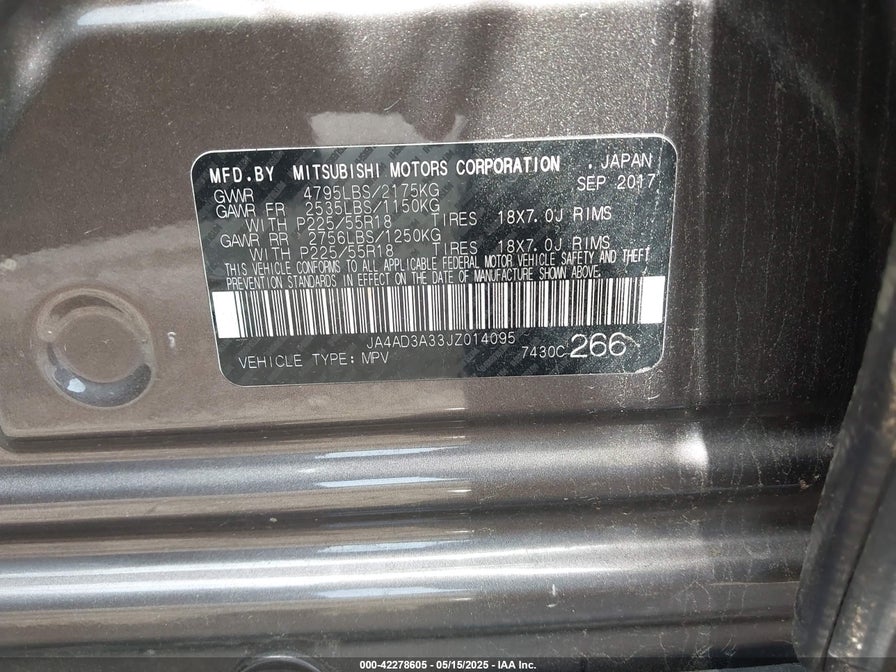 MFD.BY MITSUBISHI MOTORS CORPORATION . JAPAN
GVWR 4795LBS/2175KG SEP 2017
GAWR FR 2535LBS/1150KG
WITH P225/55R18 TIRES 18X7.0J RIMS
GAWR RR 2756LBS/1250KG
WITH P225/55R18 TIRES 18X7.0J RIMS
THIS VEHICLE CONFORMS TO ALL APPLICABLE FEDERAL MOTOR VEHICLE SAFETY AND THEFT
PREVENTION STANDARDS IN EFFECT ON THE DATE OF MANUFACTURE SHOWN ABOVE.
JA4AD3A33JZ014095
VEHICLE TYPE: MPV 7430C 266
000-42278605 - 05/15/2025 - IAA Inc.